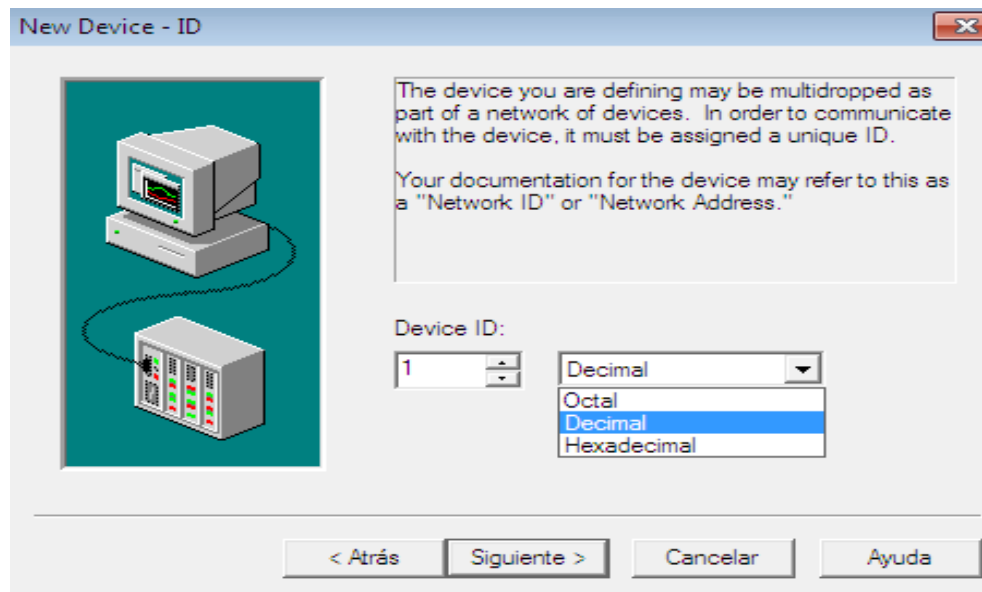 New Device - ID
The device you are defining may be multidropped as
part of a network of devices.  In order to communicate
with the device, it must be assigned a unique ID.
Your documentation for the device may refer to this as
a "Network ID" or "Network Address."
Device ID:
1
Decimal
Octal
Decimal
Hexadecimal
< Atrás
Siguiente >
Cancelar
Ayuda